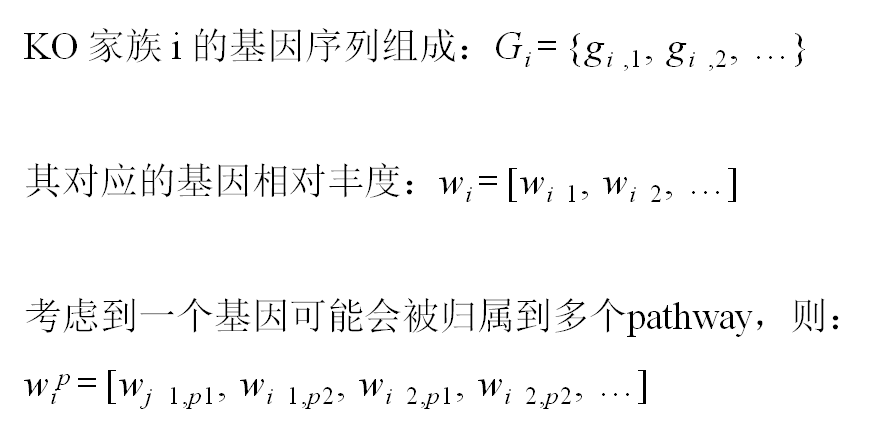 KO 家族 i 的基因序列组成：G_i = {g_{i ,1}, g_{i ,2}, …}
其对应的基因相对丰度：w_i = [w_{i 1}, w_{i 2}, …]
考虑到一个基因可能会被归属到多个pathway，则：
w_i^p = [w_{j 1,p1}, w_{i 1,p2}, w_{i 2,p1}, w_{i 2,p2}, …]